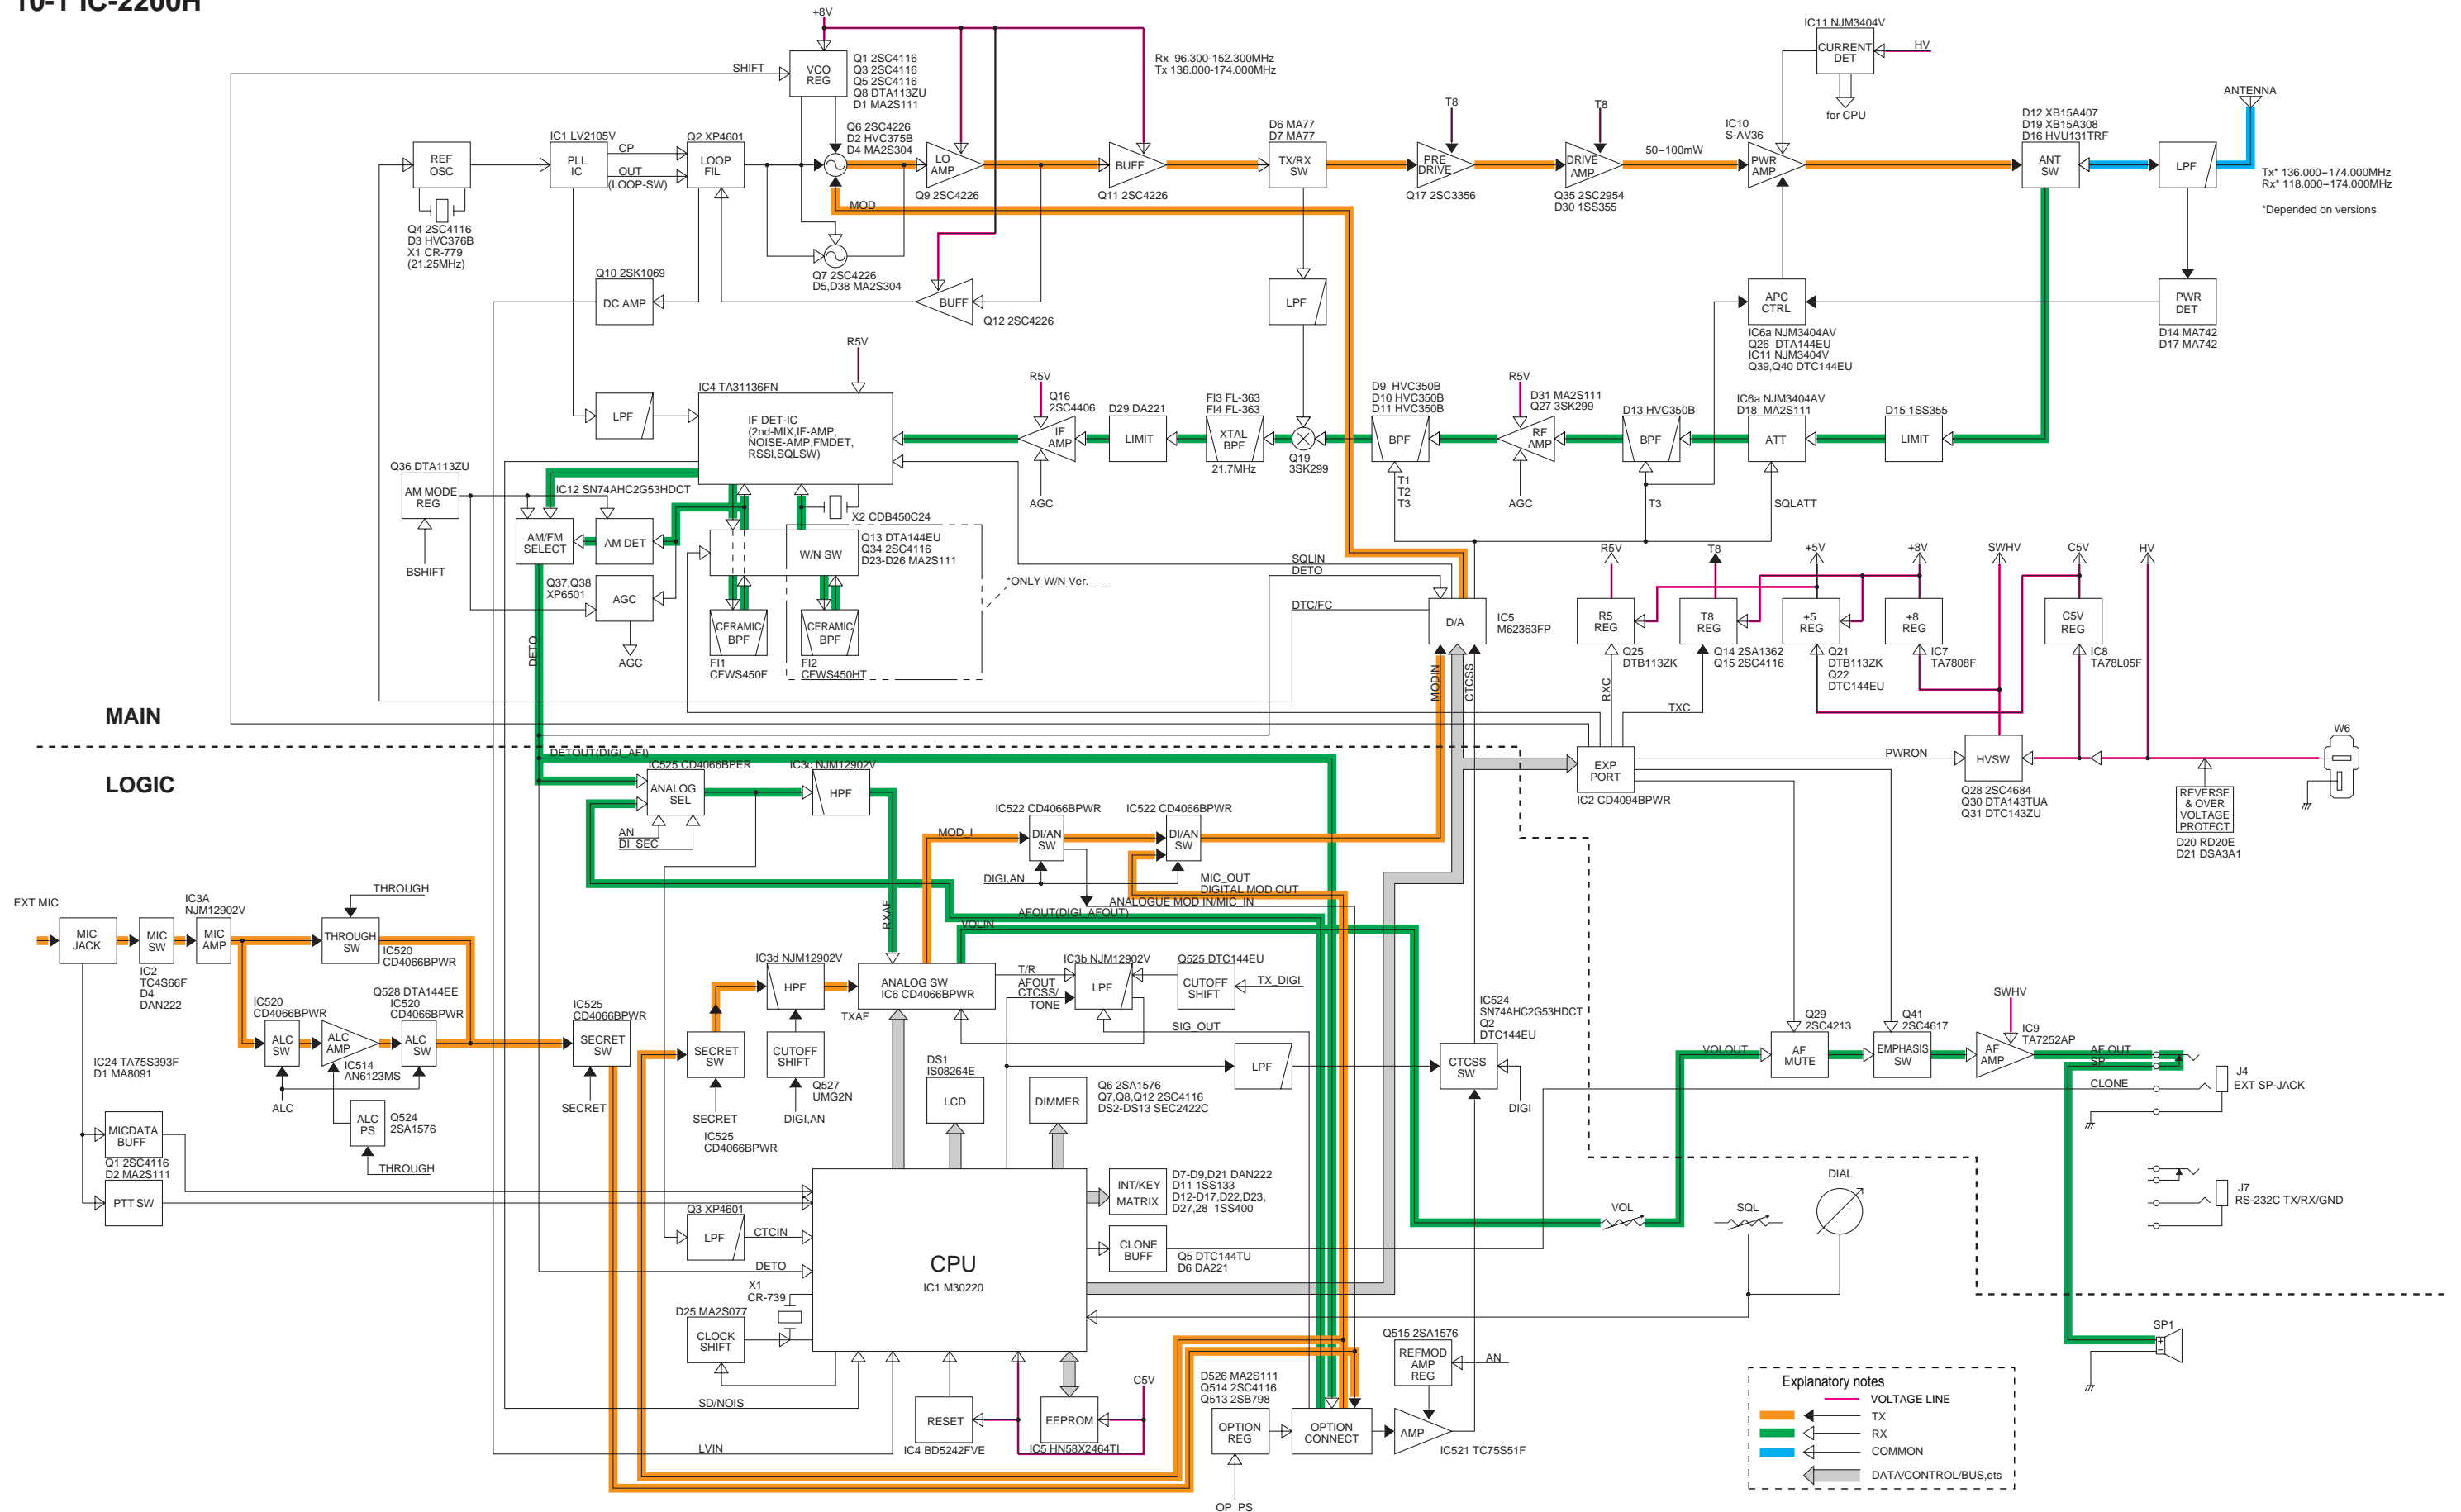 10-1 IC-2200H
+8V
SHIFT
VCO
REG
Q1 2SC4116
Q3 2SC4116
Q5 2SC4116
Q8 DTA113ZU
D1 MA2S111
Rx 96.300-152.300MHz
Tx 136.000-174.000MHz
IC11 NJM3404V
CURRENT
DET
HV
for CPU
ANTENNA
REF
OSC
Q4 2SC4116
D3 HVC376B
X1 CR-779
(21.25MHz)
IC1 LV2105V
PLL
IC
CP
OUT
(LOOP-SW)
Q2 XP4601
LOOP
FIL
Q6 2SC4226
D2 HVC375B
D4 MA2S304
LO
AMP
Q9 2SC4226
BUFF
Q11 2SC4226
D6 MA77
D7 MA77
TX/RX
SW
T8
PRE
DRIVE
Q17 2SC3356
T8
DRIVE
AMP
Q35 2SC2954
D30 1SS355
50–100mW
IC10
S-AV36
PWR
AMP
D12 XB15A407
D19 XB15A308
D16 HVU131TRF
ANT
SW
LPF
Tx* 136.000–174.000MHz
Rx* 118.000–174.000MHz
*Depended on versions
MOD
Q7 2SC4226
D5,D38 MA2S304
Q10 2SK1069
DC AMP
BUFF
Q12 2SC4226
LPF
APC
CTRL
IC6a NJM3404AV
Q26 DTA144EU
IC11 NJM3404V
Q39,Q40 DTC144EU
PWR
DET
D14 MA742
D17 MA742
R5V
IC4 TA31136FN
IF DET-IC
(2nd-MIX,IF-AMP,
NOISE-AMP,FMDET,
RSSI,SQLSW)
LPF
R5V
Q16
2SC4406
IF
AMP
AGC
D29 DA221
LIMIT
FI3 FL-363
FI4 FL-363
XTAL
BPF
21.7MHz
Q19
3SK299
D9 HVC350B
D10 HVC350B
D11 HVC350B
BPF
T1
T2
T3
R5V
D31 MA2S111
Q27 3SK299
RF
AMP
AGC
D13 HVC350B
BPF
T3
IC6a NJM3404AV
D18 MA2S111
ATT
SQLATT
D15 1SS355
LIMIT
Q36 DTA113ZU
AM MODE
REG
BSHIFT
IC12 SN74AHC2G53HDCT
AM/FM
SELECT
AM DET
Q37,Q38
XP6501
AGC
AGC
X2 CDB450C24
W/N SW
Q13 DTA144EU
Q34 2SC4116
D23-D26 MA2S111
*ONLY W/N Ver.
CERAMIC
BPF
FI1
CFWS450F
CERAMIC
BPF
FI2
CFWS450HT
SQLIN
DETO
DTC/FC
D/A
IC5
M62363FP
DETO
MODIN
CTCSS
R5V
R5
REG
Q25
DTB113ZK
RXC
T8
T8
REG
Q14 2SA1362
Q15 2SC4116
TXC
+5V
+5
REG
Q21
DTB113ZK
Q22
DTC144EU
+8V
+8
REG
IC7
TA7808F
SWHV
C5V
C5V
REG
IC8
TA78L05F
HV
MAIN
LOGIC
DETOUT(DIGI_AFI)
IC525 CD4066BPER
ANALOG
SEL
AN
DI_SEC
IC3c NJM12902V
HPF
EXP
PORT
IC2 CD4094BPWR
PWRON
HVSW
Q28 2SC4684
Q30 DTA143TUA
Q31 DTC143ZU
REVERSE
& OVER
VOLTAGE
PROTECT
D20 RD20E
D21 DSA3A1
W6
IC522 CD4066BPWR
DI/AN
SW
IC522 CD4066BPWR
DI/AN
SW
MOD_I
DIGI,AN
MIC_OUT
DIGITAL MOD OUT
ANALOGUE MOD IN/MIC_IN
AFOUT(DIGI_AFOUT)
VOLIN
RXAF
EXT MIC
MIC
JACK
MIC
SW
IC2
TC4S66F
D4
DAN222
IC3A
NJM12902V
MIC
AMP
THROUGH
THROUGH
SW
IC520
CD4066BPWR
IC520
CD4066BPWR
ALC
SW
ALC
AMP
IC514
AN6123MS
Q528 DTA144EE
IC520
CD4066BPWR
ALC
SW
ALC
ALC
PS
Q524
2SA1576
THROUGH
IC24 TA75S393F
D1 MA8091
MICDATA
BUFF
Q1 2SC4116
D2 MA2S111
PTT SW
IC525
CD4066BPWR
SECRET
SW
SECRET
SECRET
SW
SECRET
IC525
CD4066BPWR
IC3d NJM12902V
HPF
CUTOFF
SHIFT
Q527
UMG2N
DIGI,AN
ANALOG SW
IC6 CD4066BPWR
TXAF
T/R
AFOUT
CTCSS/
TONE
IC3b NJM12902V
LPF
Q525 DTC144EU
CUTOFF
SHIFT
TX_DIGI
SIG_OUT
LPF
IC524
SN74AHC2G53HDCT
Q2
DTC144EU
CTCSS
SW
DIGI
DS1
IS08264E
LCD
DIMMER
Q6 2SA1576
Q7,Q8,Q12 2SC4116
DS2-DS13 SEC2422C
Q29
2SC4213
AF
MUTE
VOLOUT
Q41
2SC4617
EMPHASIS
SW
SWHV
IC9
TA7252AP
AF
AMP
AF OUT
SP
CLONE
J4
EXT SP-JACK
J7
RS-232C TX/RX/GND
INT/KEY
MATRIX
D7-D9,D21 DAN222
D11 1SS133
D12-D17,D22,D23,
D27,28 1SS400
CLONE
BUFF
Q5 DTC144TU
D6 DA221
Q3 XP4601
LPF
CTCIN
DETO
CPU
IC1 M30220
X1
CR-739
D25 MA2S077
CLOCK
SHIFT
VOL
SQL
DIAL
SP1
SD/NOIS
LVIN
RESET
IC4 BD5242FVE
EEPROM
IC5 HN58X2464TI
C5V
D526 MA2S111
Q514 2SC4116
Q513 2SB798
OPTION
REG
OP_PS
OPTION
CONNECT
Q515 2SA1576
REFMOD
AMP
REG
AN
AMP
IC521 TC75S51F
Explanatory notes
VOLTAGE LINE
TX
RX
COMMON
DATA/CONTROL/BUS,ets